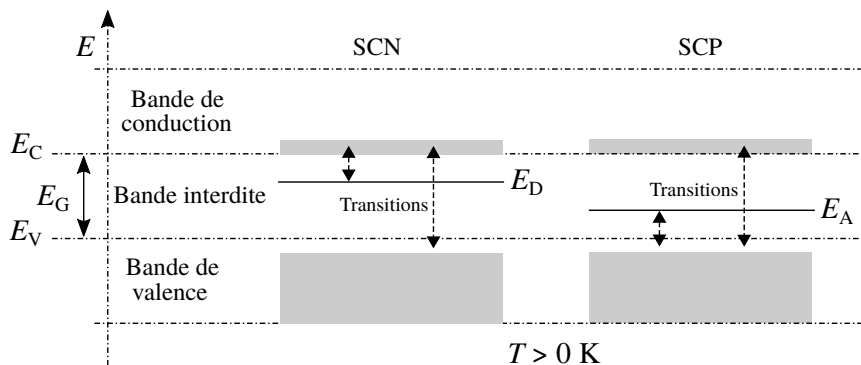 E
SCN
SCP
Bande de
conduction
E_C
E_G
Bande interdite
Transitions
E_D
Transitions
E_A
E_V
Bande de
valence
T > 0 K